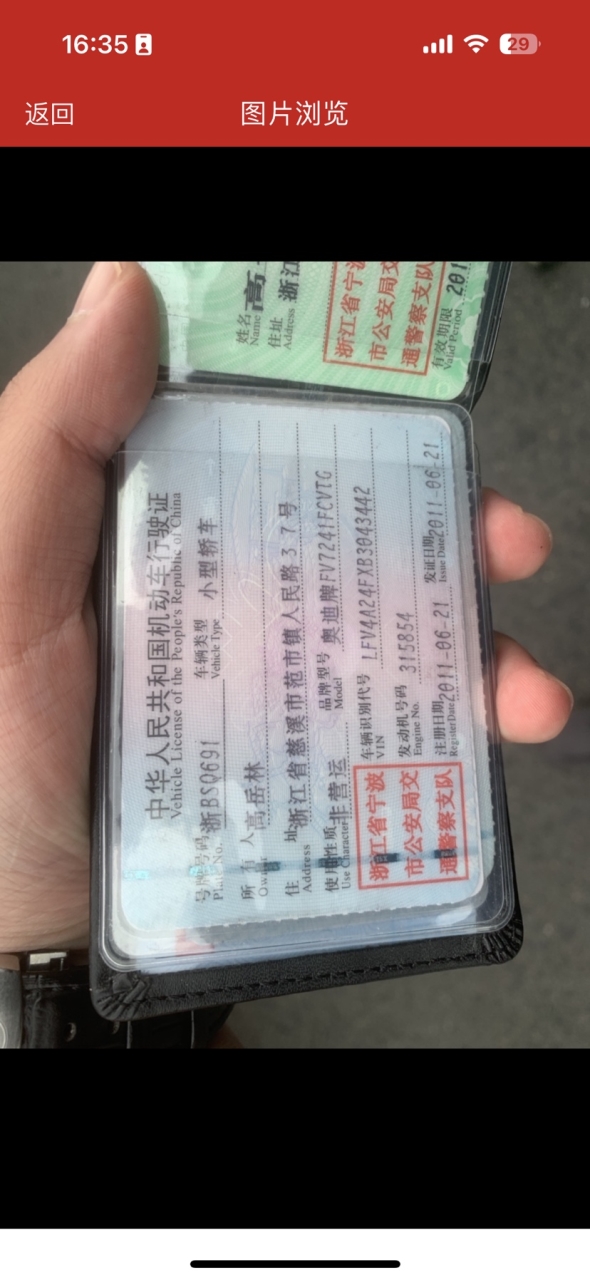 16:35
29
返回
图片浏览
姓名 高
Name
住址 浙江
Address
浙江省宁波
市公安局交
通警察支队
有效期限 201
Valid Period
中华人民共和国机动车行驶证
Vehicle License of the People's Republic of China
号牌号码 浙BSQ691 车辆类型 小型轿车
Plate No. Vehicle Type
所有人 高岳林
Owner
住址 浙江省慈溪市范市镇人民路37号
Address
使用性质 非营运 品牌型号 奥迪牌FV7241FCVTG
Use Character Model
浙江省宁波
市公安局交
通警察支队
车辆识别代号 LFV4A24FXB3043442
VIN
发动机号码 315854
Engine No.
注册日期 2011-06-21 发证日期 2011-06-21
Register Date Issue Date